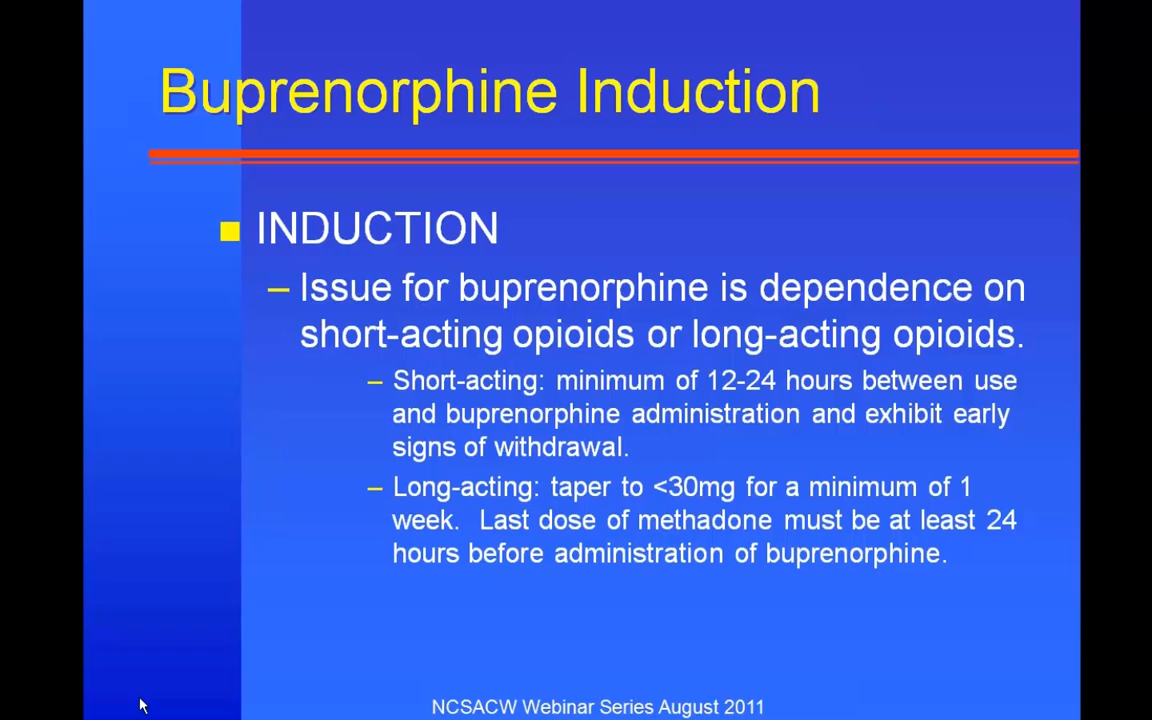 Buprenorphine Induction
INDUCTION
– Issue for buprenorphine is dependence on
short-acting opioids or long-acting opioids.
– Short-acting: minimum of 12-24 hours between use
and buprenorphine administration and exhibit early
signs of withdrawal.
– Long-acting: taper to <30mg for a minimum of 1
week. Last dose of methadone must be at least 24
hours before administration of buprenorphine.
NCSACW Webinar Series August 2011